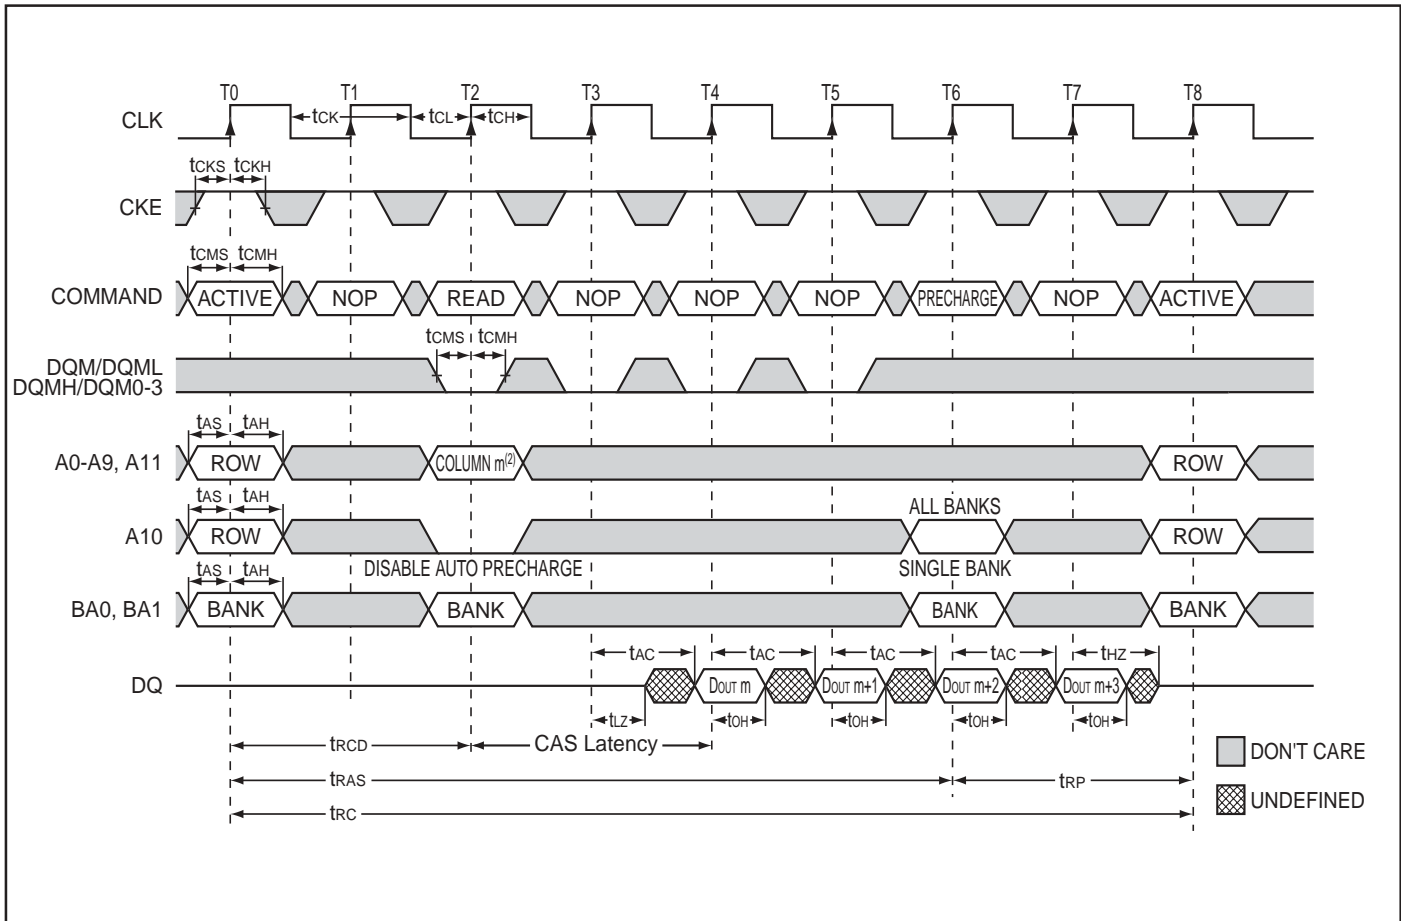 T0 T1 T2 T3 T4 T5 T6 T7 T8
CLK tCK tCL tCH
tCKS tCKH
CKE
tCMS tCMH
COMMAND ACTIVE NOP READ NOP NOP NOP PRECHARGE NOP ACTIVE
tCMS tCMH
DQM/DQML
DQMH/DQM0-3
tAS tAH
A0-A9, A11 ROW COLUMN m(2) ROW
tAS tAH ALL BANKS
A10 ROW ROW
DISABLE AUTO PRECHARGE SINGLE BANK
tAS tAH
BA0, BA1 BANK BANK BANK BANK
tAC tAC tAC tAC tHZ
DQ DOUT m DOUT m+1 DOUT m+2 DOUT m+3
tLZ tOH tOH tOH tOH
tRCD CAS Latency
DON'T CARE
tRAS tRP
UNDEFINED
tRC